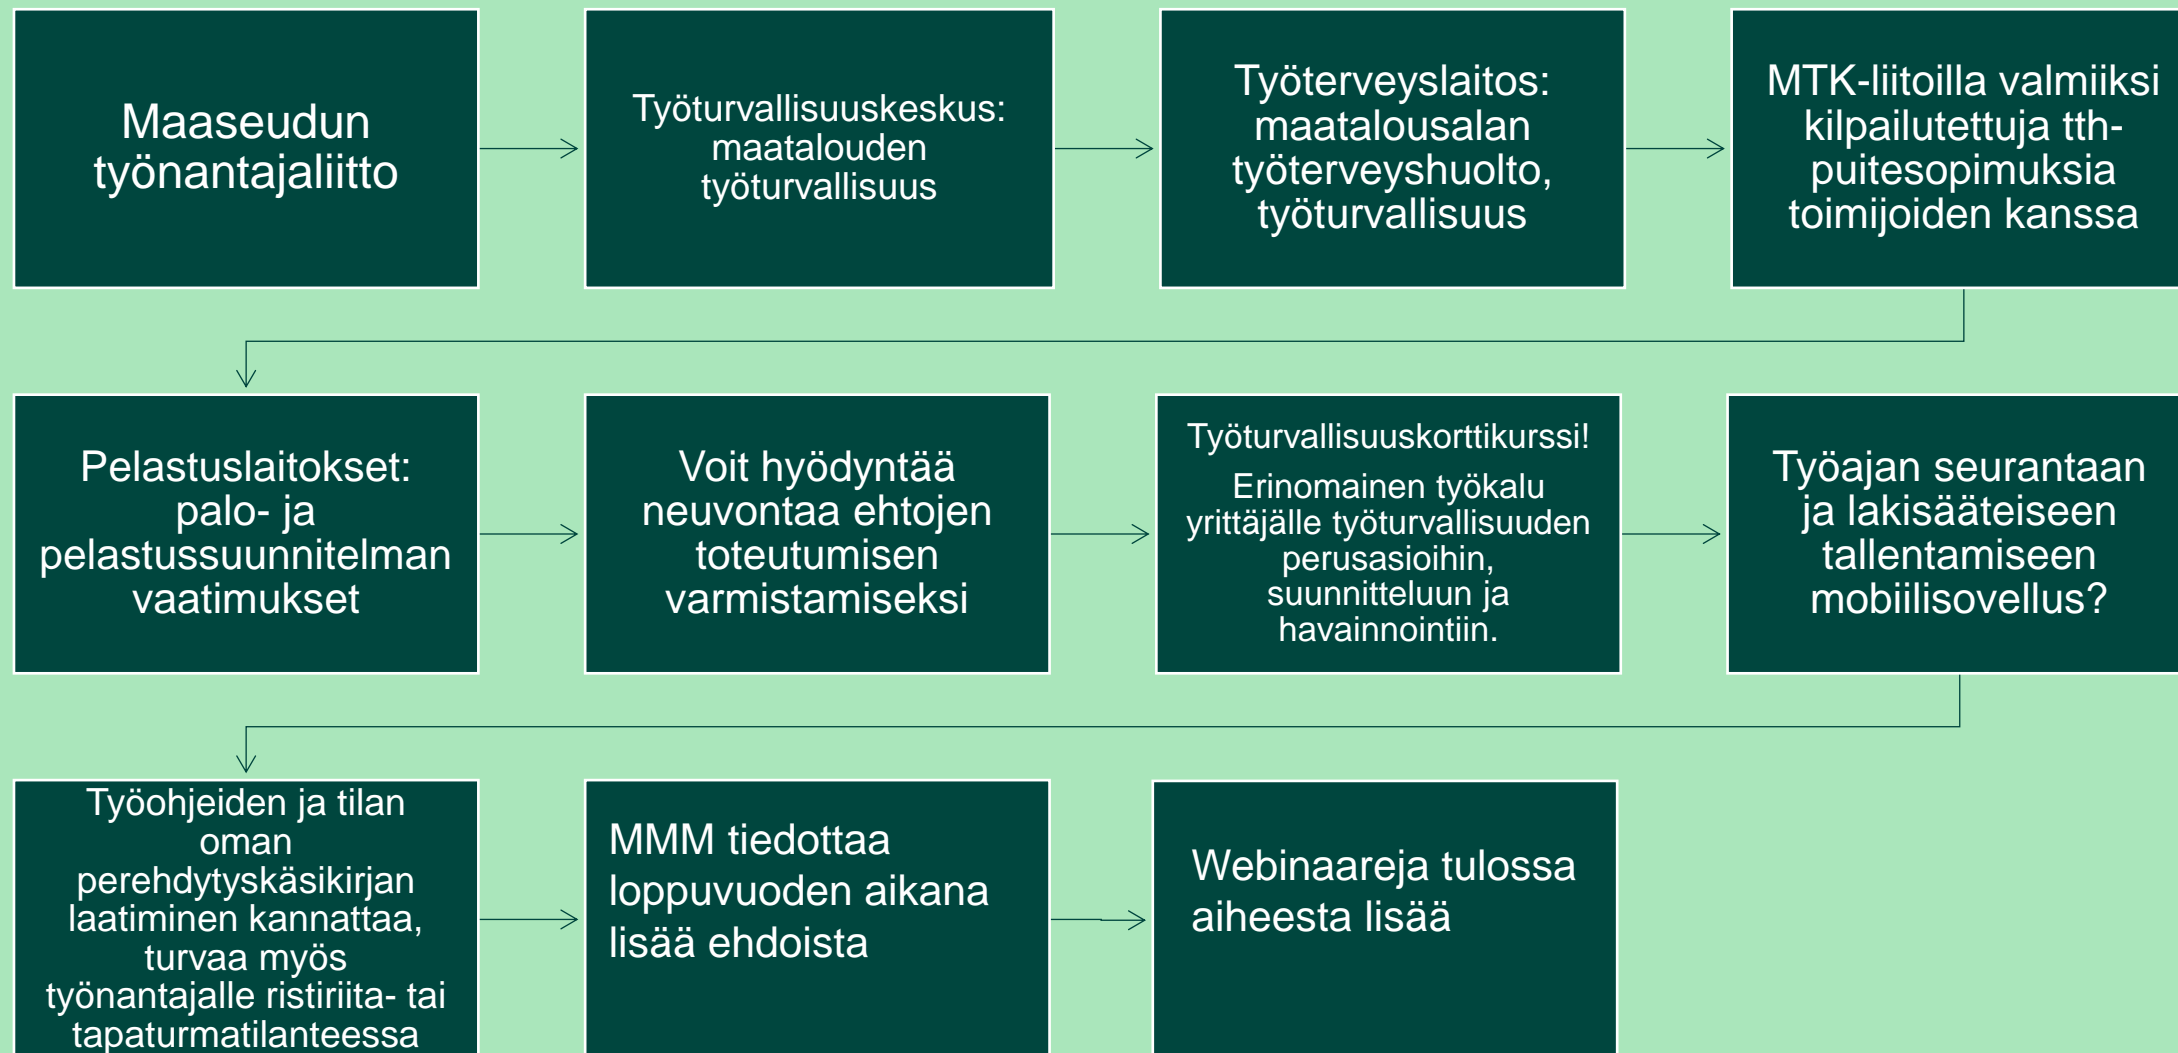 Maaseudun
työnantajaliitto
Työturvallisuuskeskus:
maatalouden
työturvallisuus
Työterveyslaitos:
maatalousalan
työterveyshuolto,
työturvallisuus
MTK-liitoilla valmiiksi
kilpailutettuja tth-
puitesopimuksia
toimijoiden kanssa
Pelastuslaitokset:
palo- ja
pelastussuunnitelman
vaatimukset
Voit hyödyntää
neuvontaa ehtojen
toteutumisen
varmistamiseksi
Työturvallisuuskorttikurssi!
Erinomainen työkalu
yrittäjälle työturvallisuuden
perusasioihin,
suunnitteluun ja
havainnointiin.
Työajan seurantaan
ja lakisääteiseen
tallentamiseen
mobiilisovellus?
Työohjeiden ja tilan
oman
perehdytyskäsikirjan
laatiminen kannattaa,
turvaa myös
työnantajalle ristiriita- tai
tapaturmatilanteessa
MMM tiedottaa
loppuvuoden aikana
lisää ehdoista
Webinaareja tulossa
aiheesta lisää